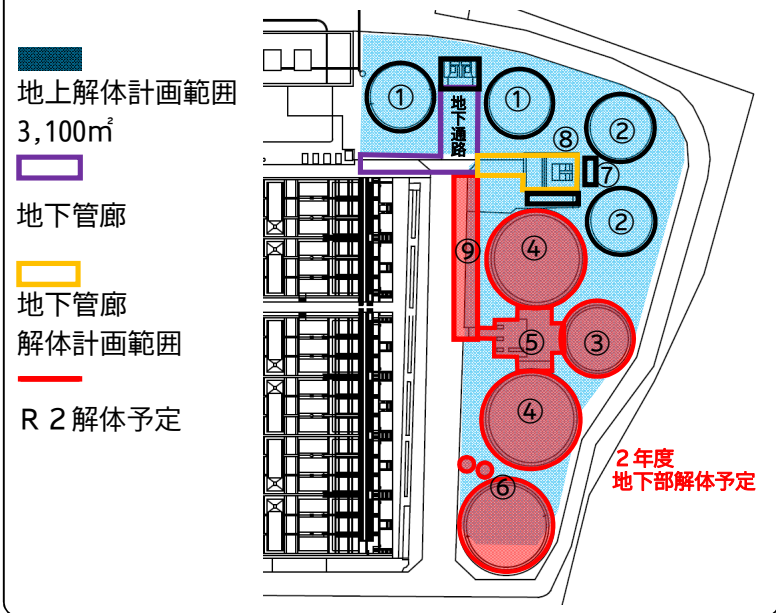 地上解体計画範囲
3,100㎡
地下管廊
地下管廊
解体計画範囲
R2解体予定
①
地下通路
①
②
⑧
⑦
②
⑨
④
⑤
③
④
⑥
2年度
地下部解体予定